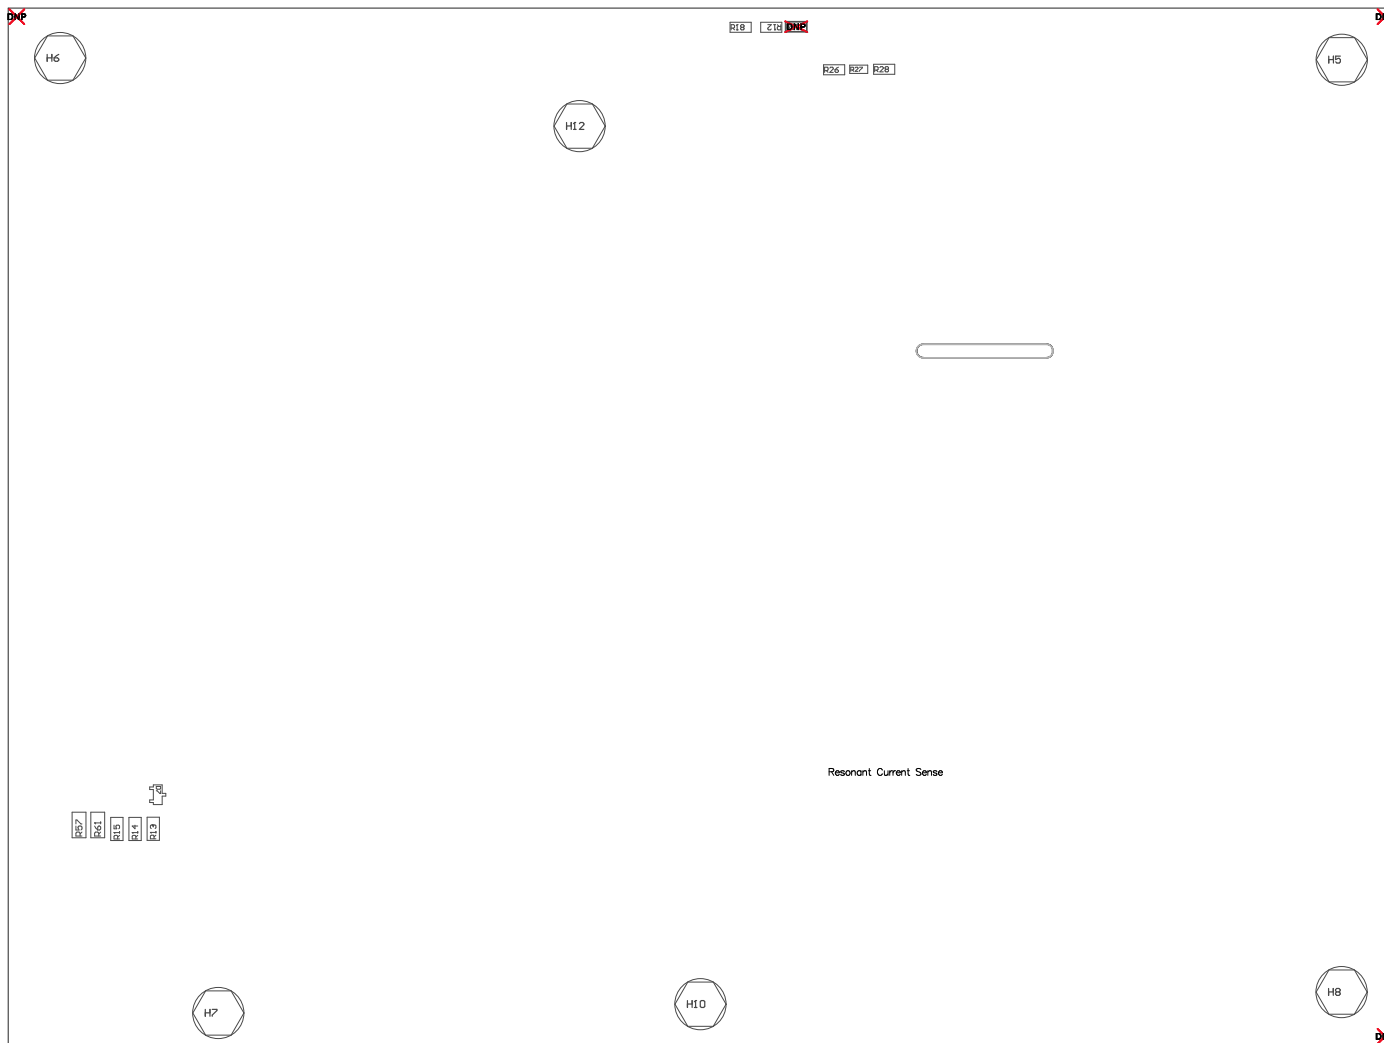 DNP
R18
R12
DNP
H6
H5
R26
R27
R28
H12
Resonant Current Sense
R57
R61
R15
R14
R13
H8
H10
H7